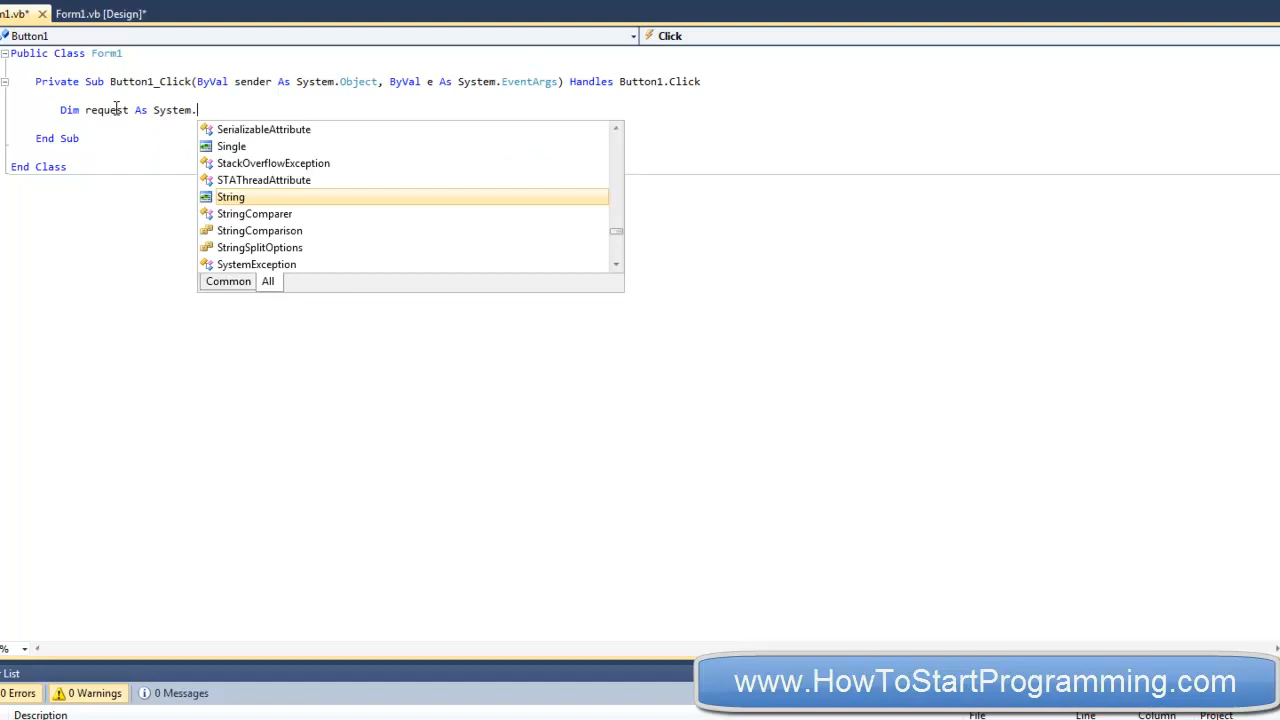 m1.vb* Form1.vb [Design]*
Button1 Click
Public Class Form1
Private Sub Button1_Click(ByVal sender As System.Object, ByVal e As System.EventArgs) Handles Button1.Click
Dim request As System.
SerializableAttribute
Single
StackOverflowException
STAThreadAttribute
String
StringComparer
StringComparison
StringSplitOptions
SystemException
Common All
End Sub
End Class
%
List
0 Errors 0 Warnings 0 Messages
www.HowToStartProgramming.com
Description File Line Column Project